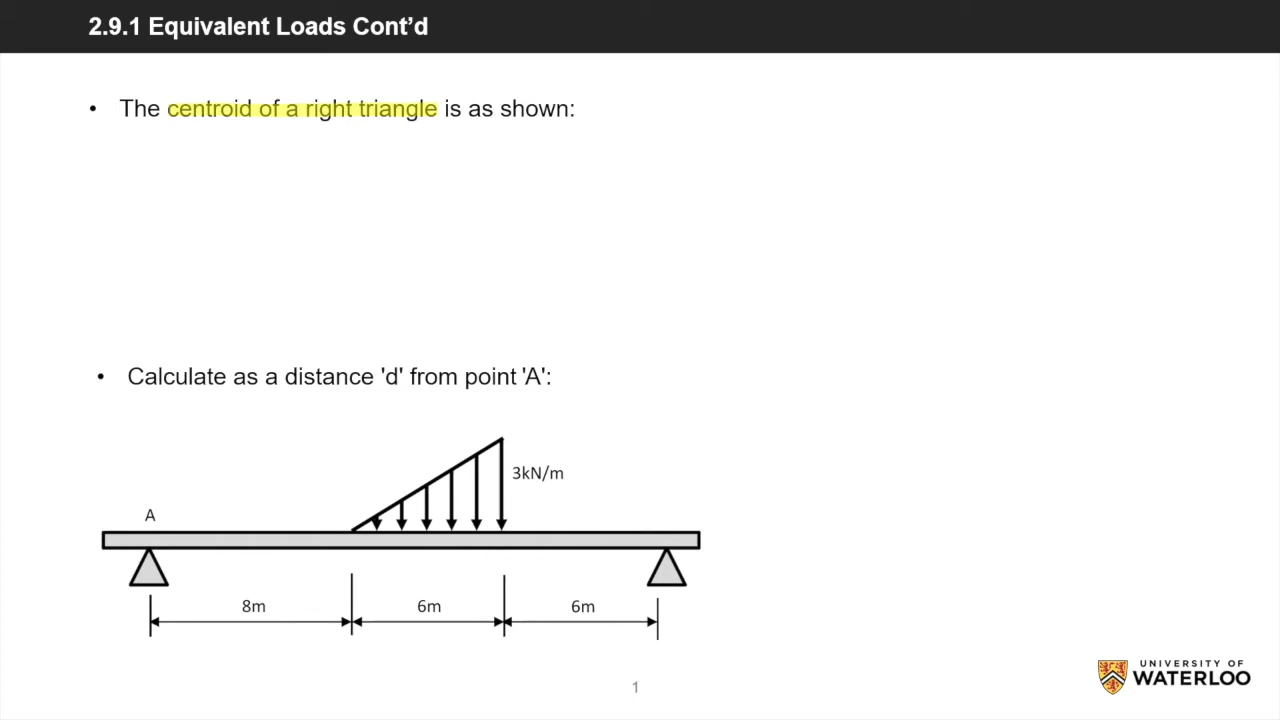 2.9.1 Equivalent Loads Cont’d
• The centroid of a right triangle is as shown:
• Calculate as a distance 'd' from point 'A':
3kN/m
A
8m
6m
6m
1
UNIVERSITY OF
WATERLOO